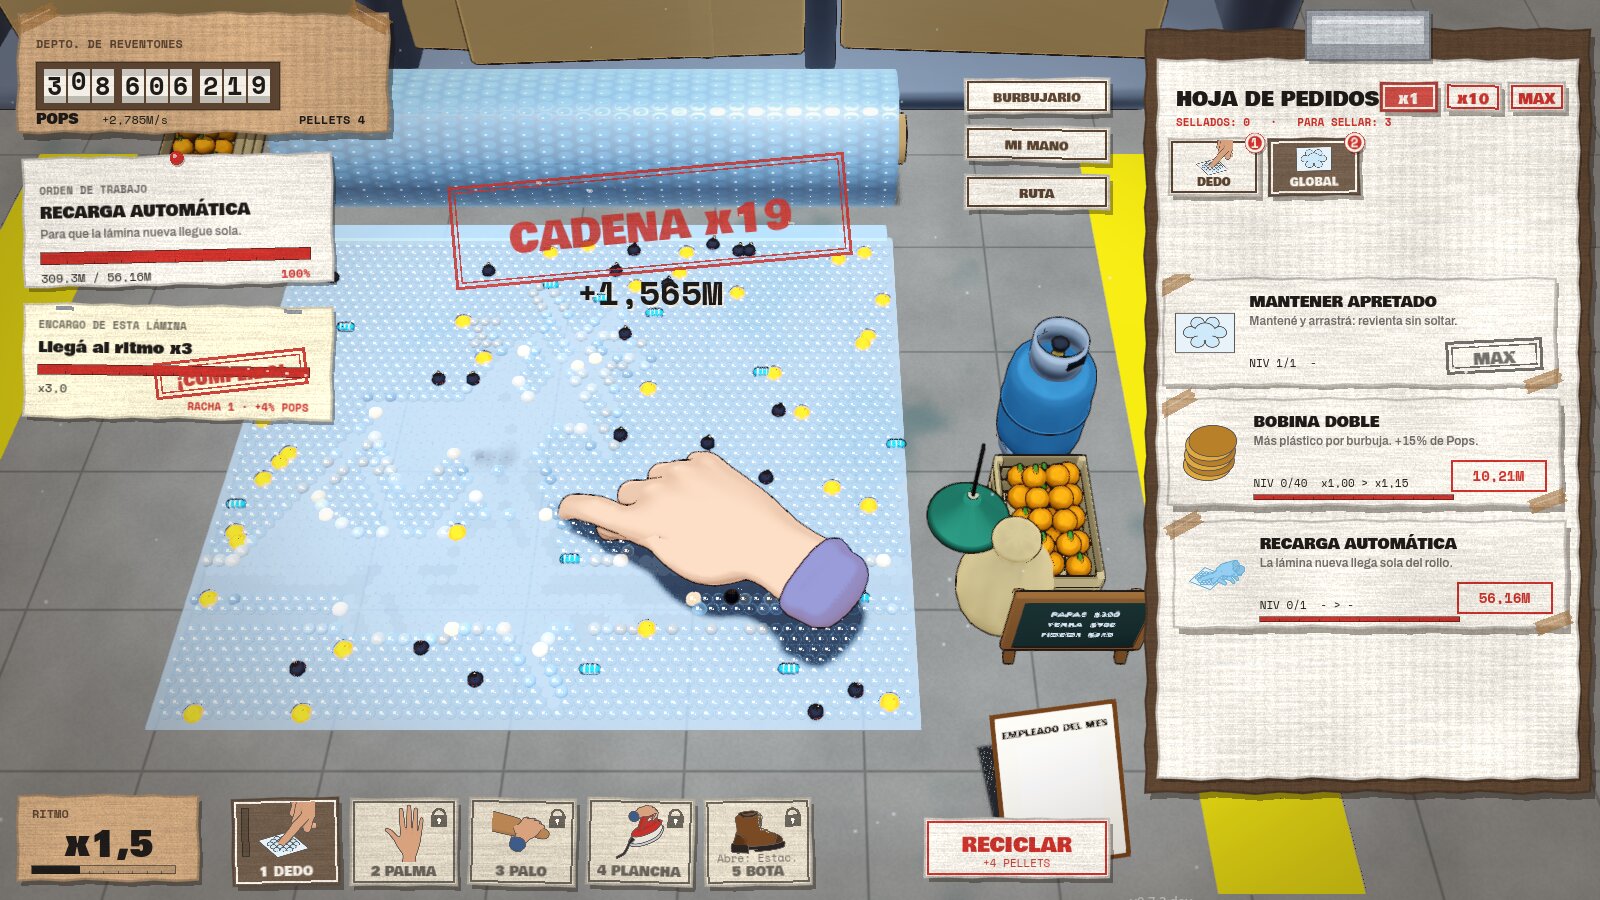 DEPTO. DE REVENTONES
308 606 219
POPS +2,785M/s PELLETS 4
ORDEN DE TRABAJO
RECARGA AUTOMÁTICA
Para que la lámina nueva llegue sola.
309.3M / 56.16M 100%
ENCARGO DE ESTA LÁMINA
Llegá al ritmo x3
x3,0
RACHA 1 · +4% POPS
CADENA x19
+1,565M
BURBUJARIO
MI MANO
RUTA
HOJA DE PEDIDOS x1 x10 MAX
SELLADOS: 0 · PARA SELLAR: 3
1 2
DEDO GLOBAL
MANTENER APRETADO
Mantené y arrastrá: revienta sin soltar.
NIV 1/1 - MAX
BOBINA DOBLE
Más plástico por burbuja. +15% de Pops.
NIV 0/40 x1,00 > x1,15 10,21M
RECARGA AUTOMÁTICA
La lámina nueva llega sola del rollo.
NIV 0/1 - > - 56,16M
EMPLEADO DEL MES
RITMO
x1,5
1 DEDO
2 PALMA
3 PALO
4 PLANCHA
Abre: Estac.
5 BOTA
RECICLAR
+4 PELLETS